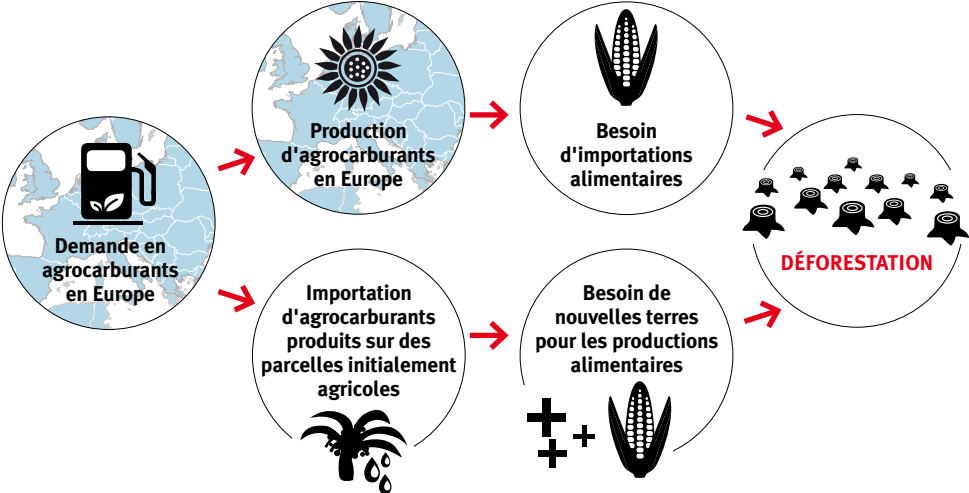 Demande en
agrocarburants
en Europe
Production
d'agrocarburants
en Europe
Besoin
d'importations
alimentaires
Importation
d'agrocarburants
produits sur des
parcelles initialement
agricoles
Besoin de
nouvelles terres
pour les productions
alimentaires
DÉFORESTATION